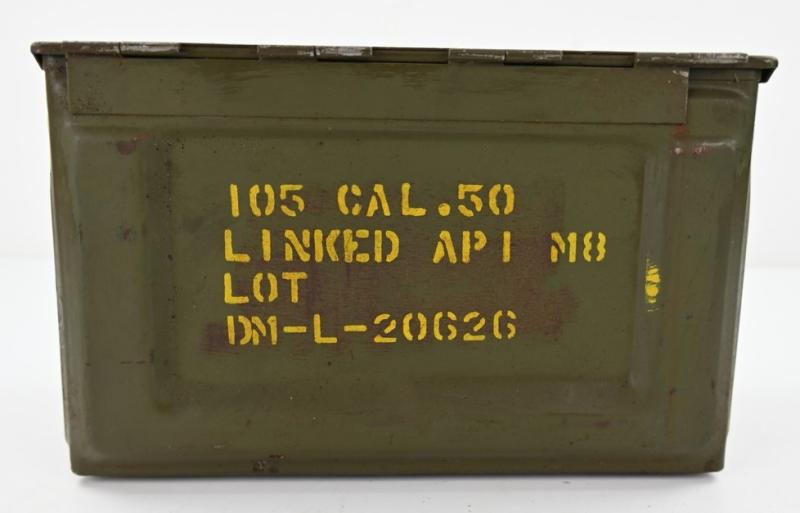 105 CAL.50
LINKED API M8
LOT
DM-L-20626